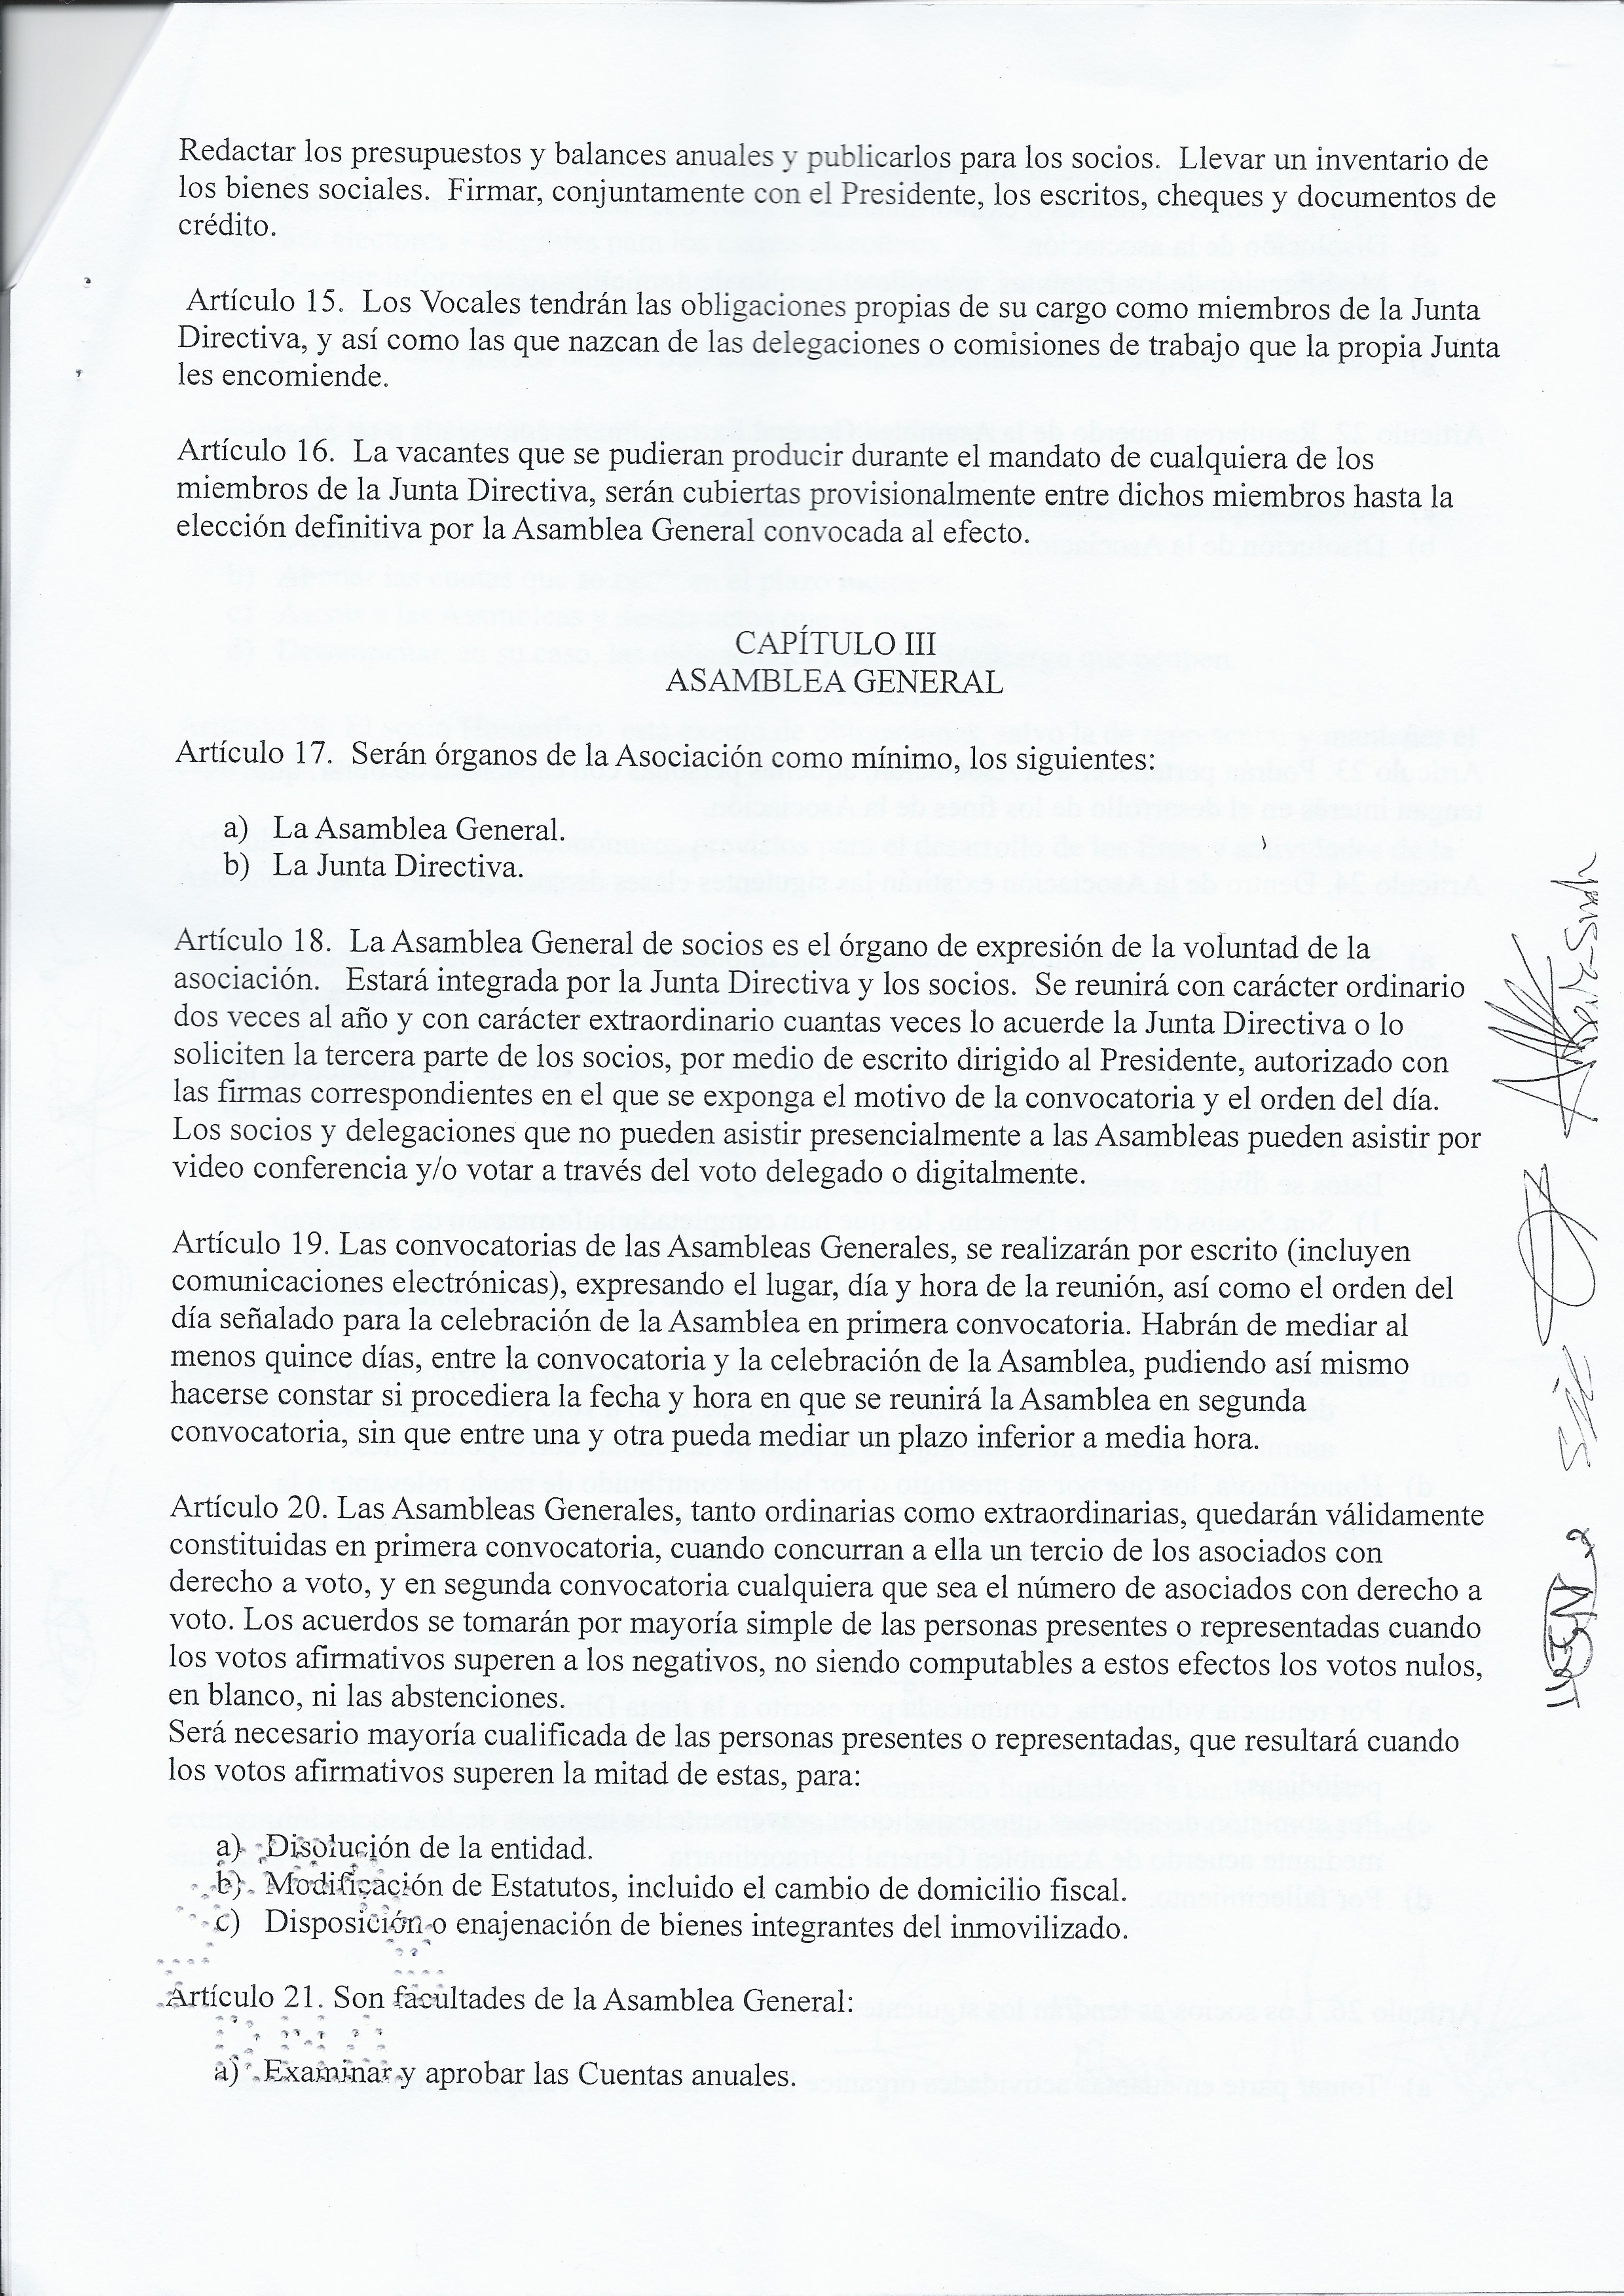 Redactar los presupuestos y balances anuales y publicarlos para los socios.  Llevar un inventario de
los bienes sociales.  Firmar, conjuntamente con el Presidente, los escritos, cheques y documentos de
crédito.
Artículo 15.  Los Vocales tendrán las obligaciones propias de su cargo como miembros de la Junta
Directiva, y así como las que nazcan de las delegaciones o comisiones de trabajo que la propia Junta
les encomiende.
Artículo 16.  La vacantes que se pudieran producir durante el mandato de cualquiera de los
miembros de la Junta Directiva, serán cubiertas provisionalmente entre dichos miembros hasta la
elección definitiva por la Asamblea General convocada al efecto.
CAPÍTULO III
ASAMBLEA GENERAL
Artículo 17.  Serán órganos de la Asociación como mínimo, los siguientes:
a)  La Asamblea General.
b)  La Junta Directiva.
Artículo 18.  La Asamblea General de socios es el órgano de expresión de la voluntad de la
asociación.   Estará integrada por la Junta Directiva y los socios.  Se reunirá con carácter ordinario
dos veces al año y con carácter extraordinario cuantas veces lo acuerde la Junta Directiva o lo
soliciten la tercera parte de los socios, por medio de escrito dirigido al Presidente, autorizado con
las firmas correspondientes en el que se exponga el motivo de la convocatoria y el orden del día.
Los socios y delegaciones que no pueden asistir presencialmente a las Asambleas pueden asistir por
video conferencia y/o votar a través del voto delegado o digitalmente.
Artículo 19. Las convocatorias de las Asambleas Generales, se realizarán por escrito (incluyen
comunicaciones electrónicas), expresando el lugar, día y hora de la reunión, así como el orden del
día señalado para la celebración de la Asamblea en primera convocatoria. Habrán de mediar al
menos quince días, entre la convocatoria y la celebración de la Asamblea, pudiendo así mismo
hacerse constar si procediera la fecha y hora en que se reunirá la Asamblea en segunda
convocatoria, sin que entre una y otra pueda mediar un plazo inferior a media hora.
Artículo 20. Las Asambleas Generales, tanto ordinarias como extraordinarias, quedarán válidamente
constituidas en primera convocatoria, cuando concurran a ella un tercio de los asociados con
derecho a voto, y en segunda convocatoria cualquiera que sea el número de asociados con derecho a
voto. Los acuerdos se tomarán por mayoría simple de las personas presentes o representadas cuando
los votos afirmativos superen a los negativos, no siendo computables a estos efectos los votos nulos,
en blanco, ni las abstenciones.
Será necesario mayoría cualificada de las personas presentes o representadas, que resultará cuando
los votos afirmativos superen la mitad de estas, para:
a)  Disolución de la entidad.
b)  Modificación de Estatutos, incluido el cambio de domicilio fiscal.
c)  Disposición o enajenación de bienes integrantes del inmovilizado.
Artículo 21. Son facultades de la Asamblea General:
a)  Examinar y aprobar las Cuentas anuales.